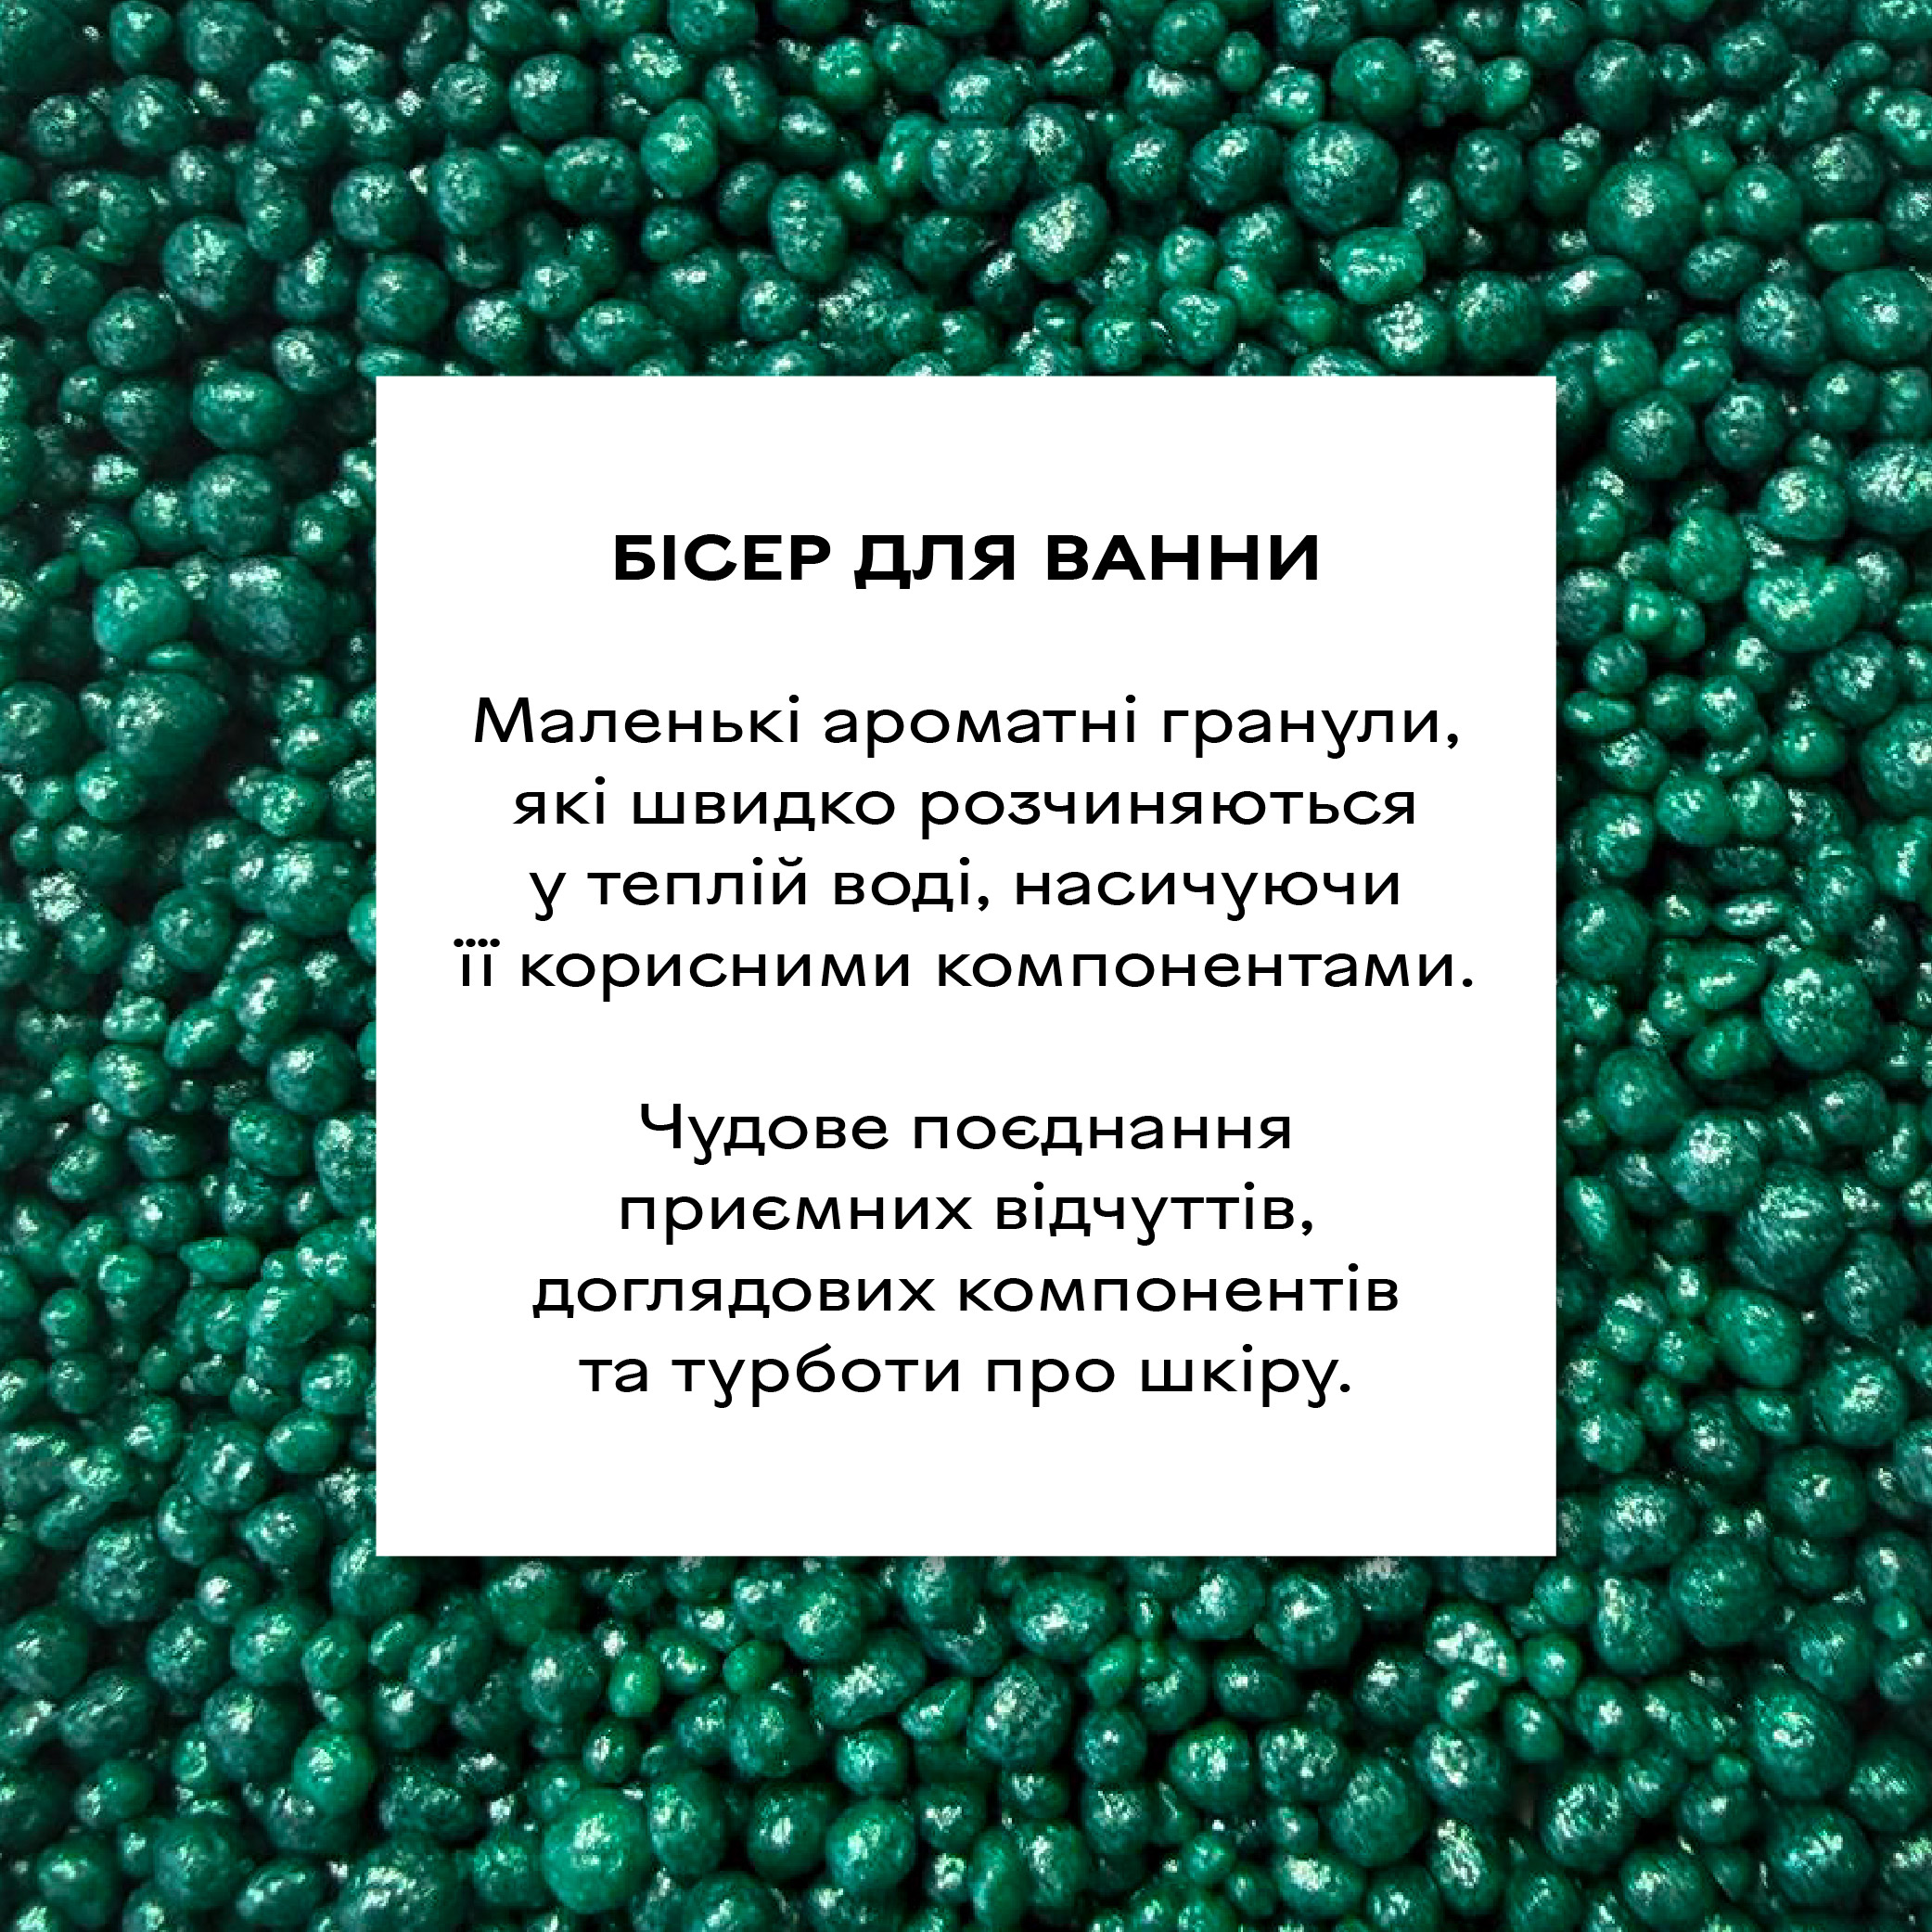 БІСЕР ДЛЯ ВАННИ
Маленькі ароматні гранули,
які швидко розчиняються
у теплій воді, насичуючи
її корисними компонентами.
Чудове поєднання
приємних відчуттів,
доглядових компонентів
та турботи про шкіру.